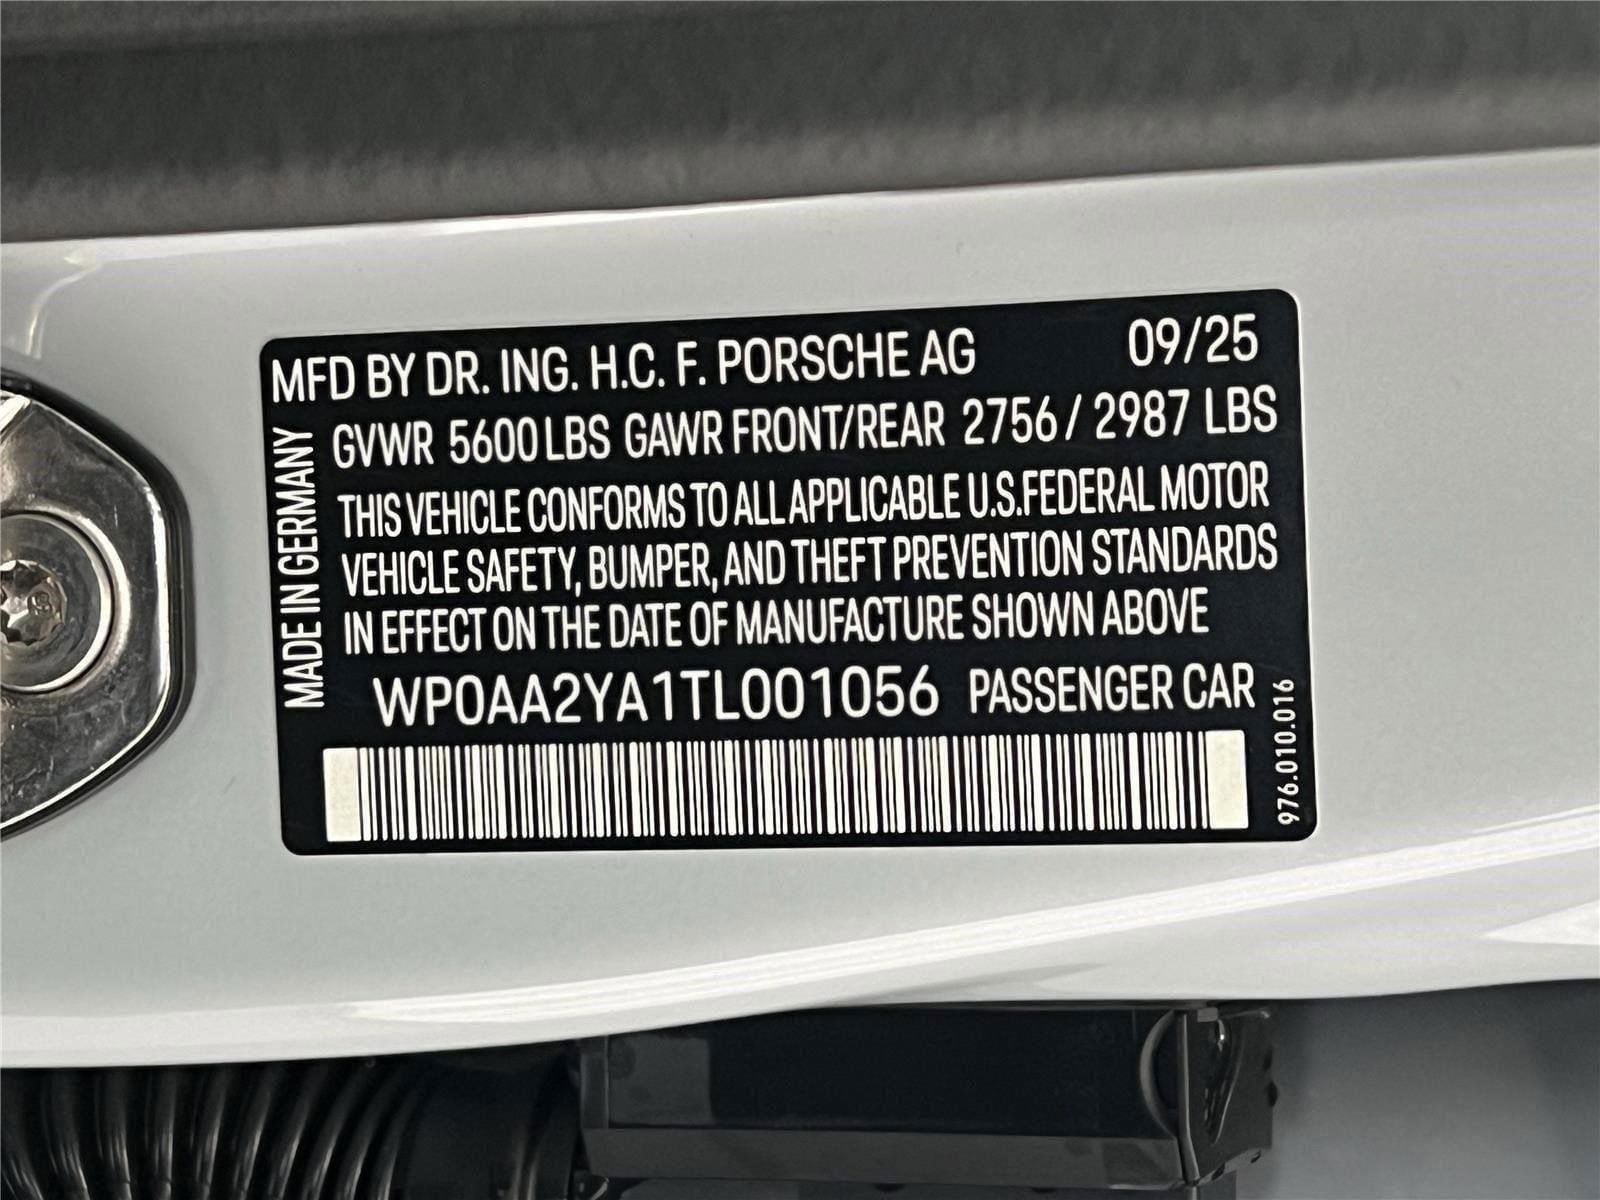 MFD BY DR. ING. H.C. F. PORSCHE AG 09/25
GVWR 5600 LBS GAWR FRONT/REAR 2756 / 2987 LBS
THIS VEHICLE CONFORMS TO ALL APPLICABLE U.S.FEDERAL MOTOR
VEHICLE SAFETY, BUMPER, AND THEFT PREVENTION STANDARDS
IN EFFECT ON THE DATE OF MANUFACTURE SHOWN ABOVE
WP0AA2YA1TL001056 PASSENGER CAR
MADE IN GERMANY
976.010.016